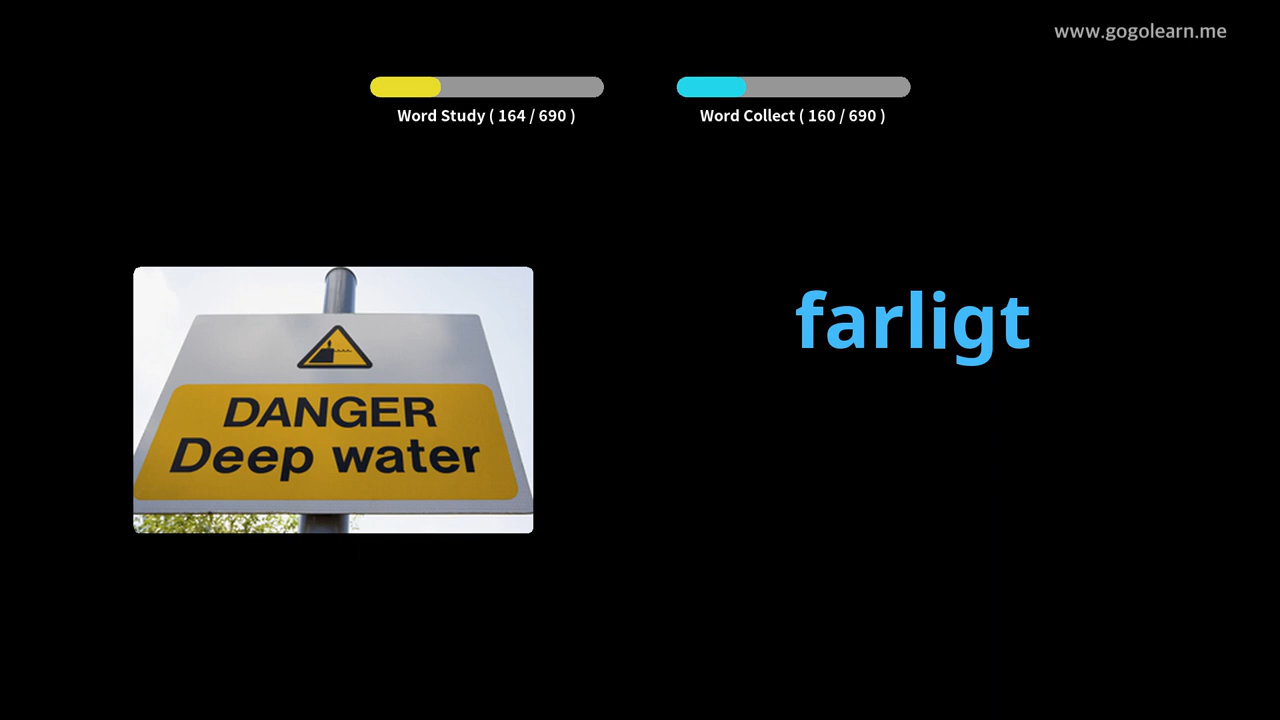 www.gogolearn.me
Word Study ( 164 / 690 )
Word Collect ( 160 / 690 )
DANGER
Deep water
farligt